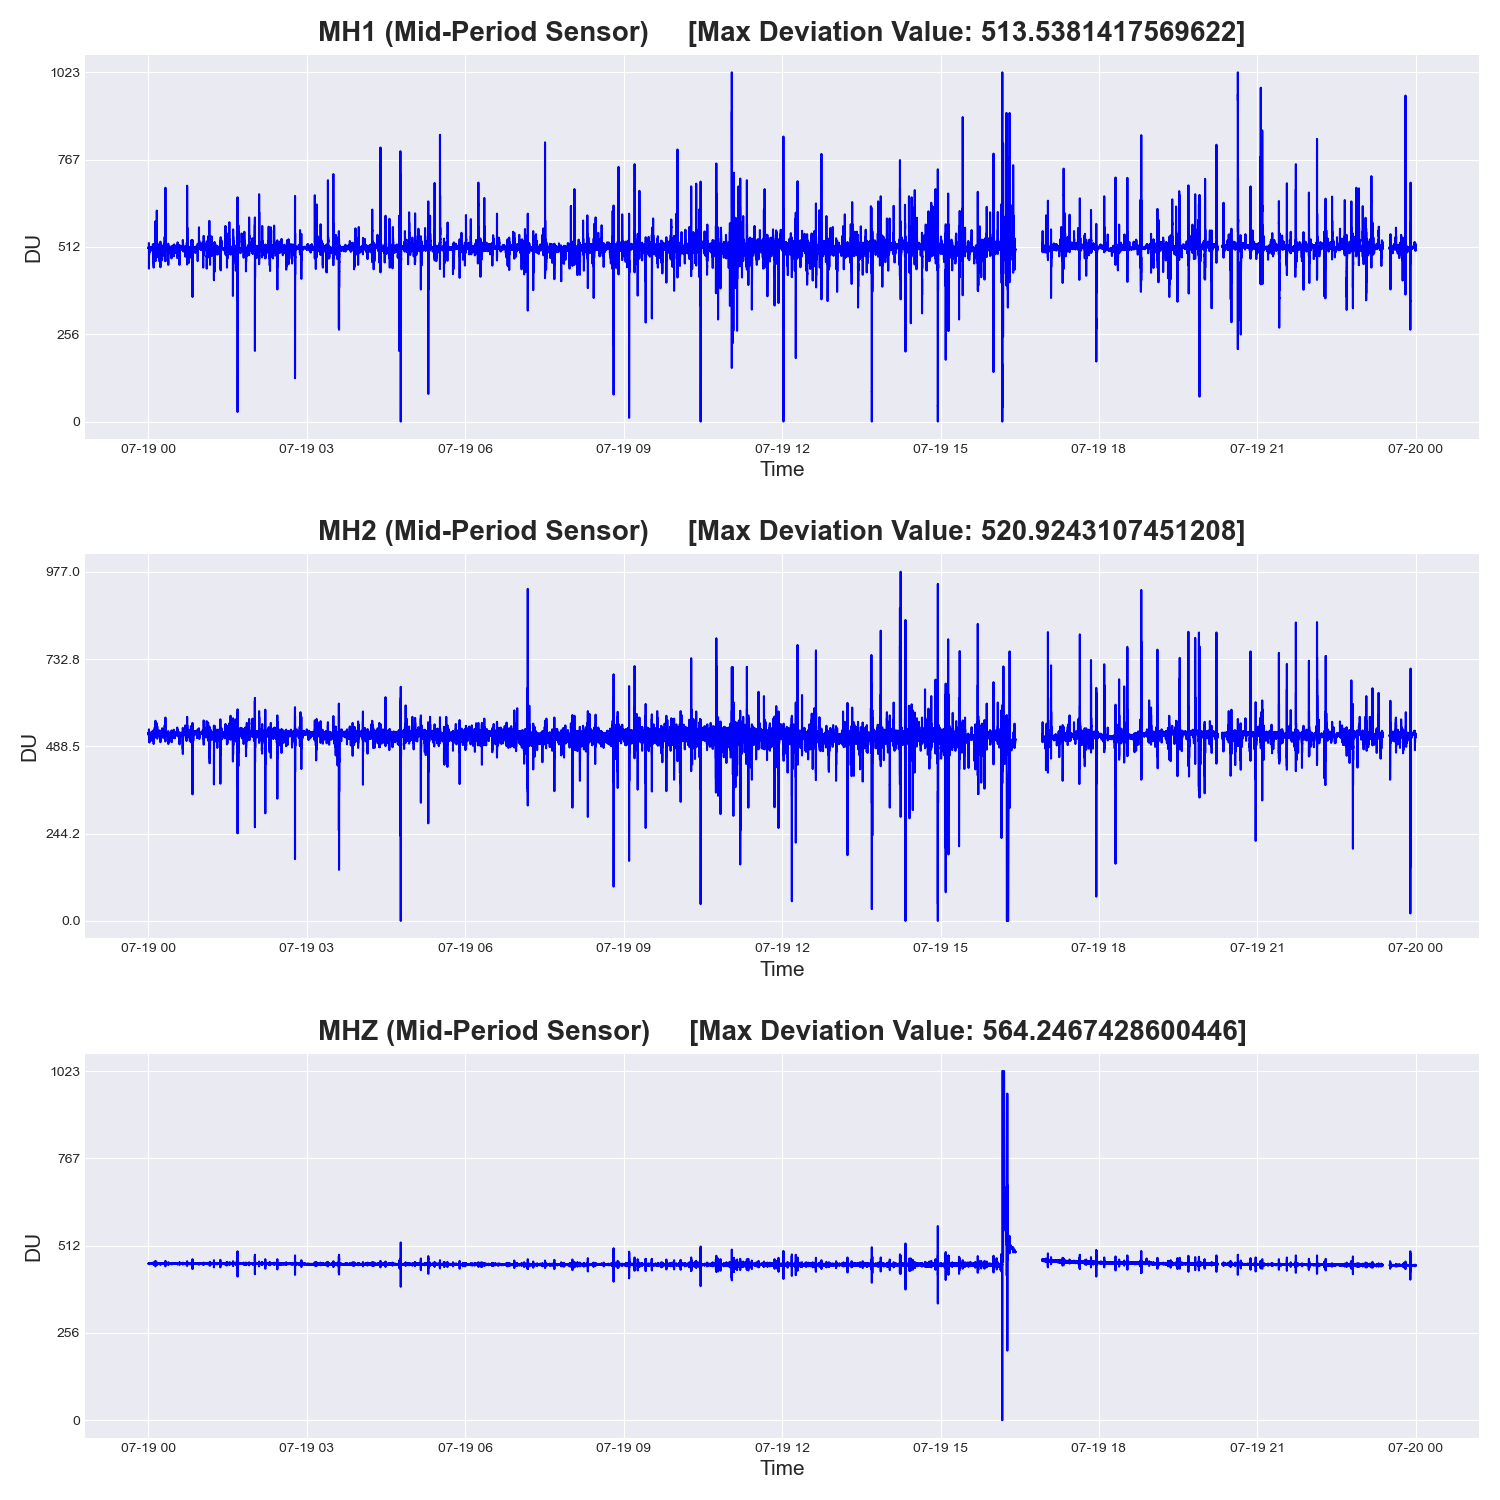 MH1 (Mid-Period Sensor) [Max Deviation Value: 513.5381417569622]
1023
767
512
256
0
DU
07-19 00 07-19 03 07-19 06 07-19 09 07-19 12 07-19 15 07-19 18 07-19 21 07-20 00
Time
MH2 (Mid-Period Sensor) [Max Deviation Value: 520.9243107451208]
977.0
732.8
488.5
244.2
0.0
DU
07-19 00 07-19 03 07-19 06 07-19 09 07-19 12 07-19 15 07-19 18 07-19 21 07-20 00
Time
MHZ (Mid-Period Sensor) [Max Deviation Value: 564.2467428600446]
1023
767
512
256
0
DU
07-19 00 07-19 03 07-19 06 07-19 09 07-19 12 07-19 15 07-19 18 07-19 21 07-20 00
Time